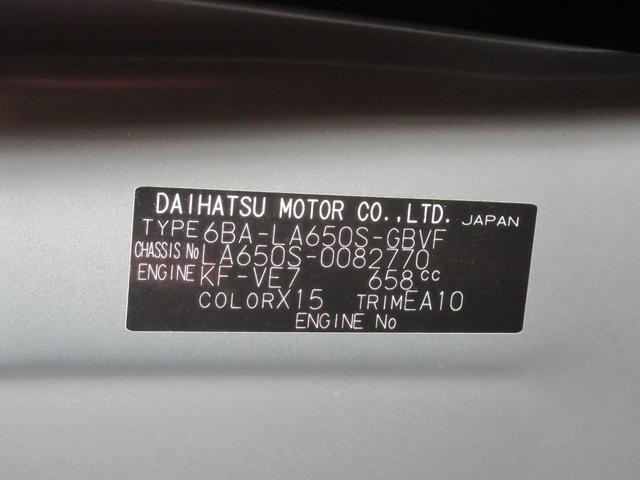 DAIHATSU MOTOR CO.,LTD. JAPAN
TYPE 6BA-LA650S-GBVF
CHASSIS No LA650S-0082770
ENGINE KF-VE7 658cc
COLOR X15 TRIM EA10
ENGINE No